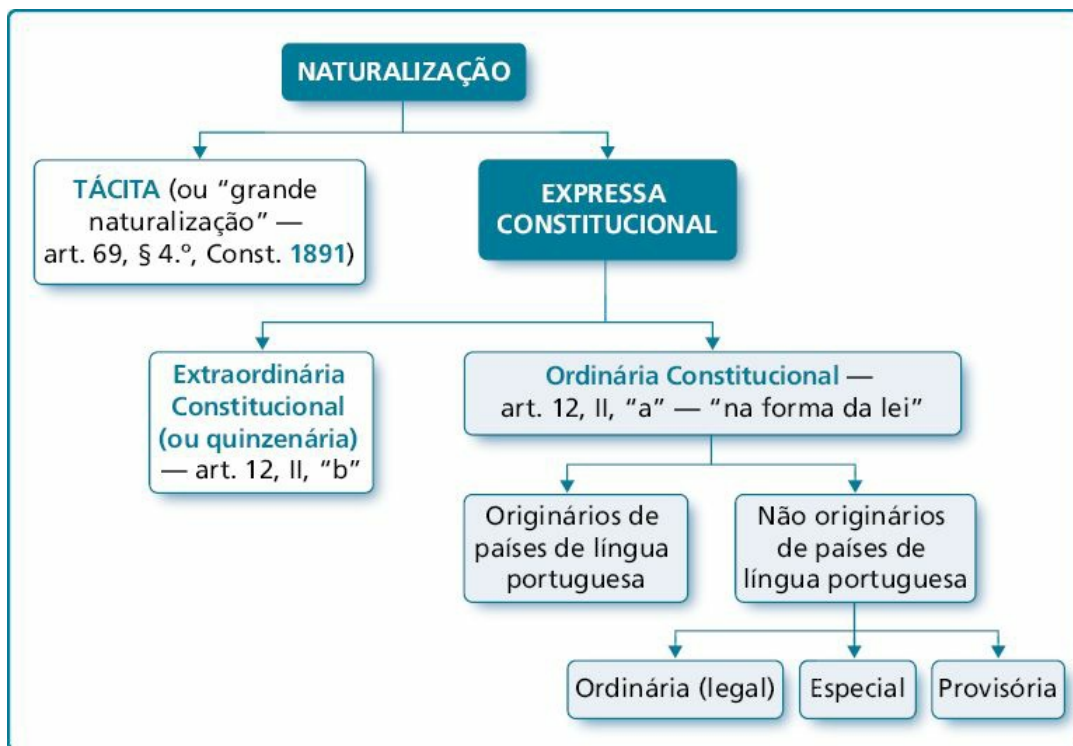 NATURALIZAÇÃO
TÁCITA (ou “grande
naturalização” —
art. 69, § 4.º, Const. 1891)
EXPRESSA
CONSTITUCIONAL
Extraordinária
Constitucional
(ou quinzenária)
— art. 12, II, “b”
Ordinária Constitucional —
art. 12, II, “a” — “na forma da lei”
Originários de
países de língua
portuguesa
Não originários
de países de
língua portuguesa
Ordinária (legal)
Especial
Provisória